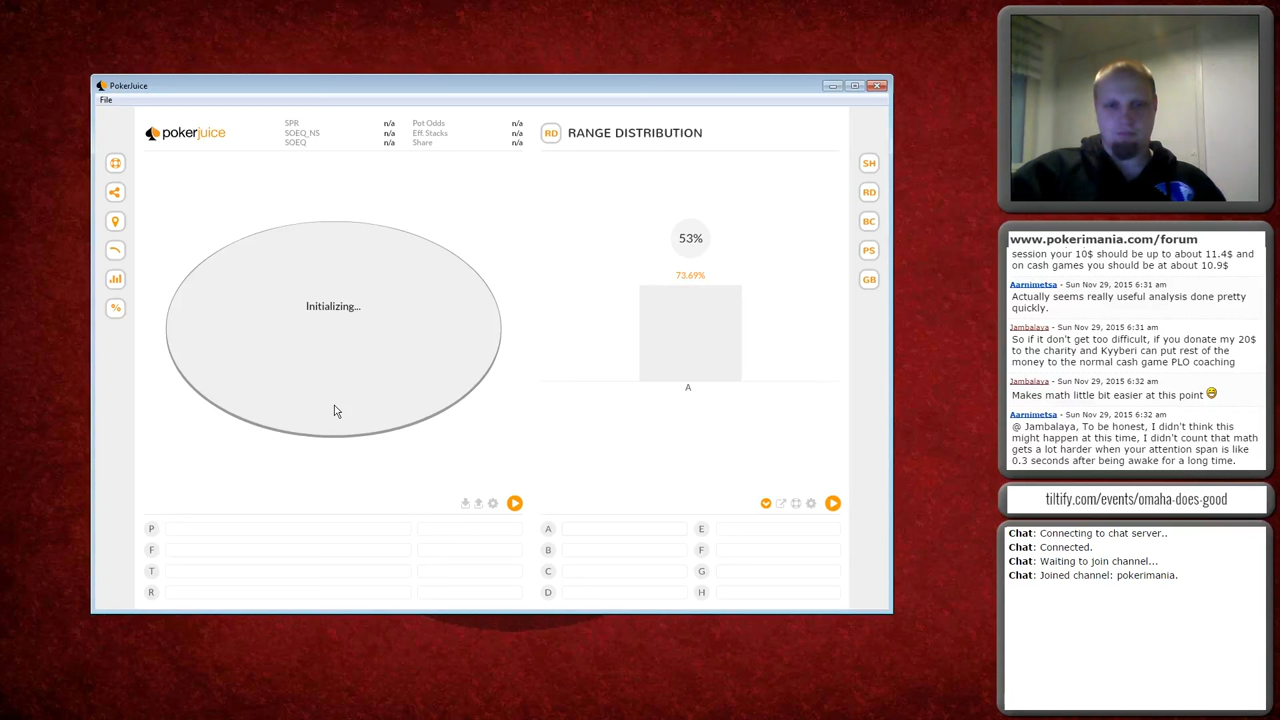 PokerJuice
File
pokerjuice
SPR n/a Pot Odds n/a
SOEQ_NS n/a Eff. Stacks n/a
SOEQ n/a Share n/a
RD RANGE DISTRIBUTION
SH
RD
BC
PS
GB
%
Initializing...
53%
73.69%
A
P
F
T
R
A E
B F
C G
D H
www.pokerimania.com/forum
session your 10$ should be up to about 11.4$ and
on cash games you should be at about 10.9$
Aarnimetsa - Sun Nov 29, 2015 6:31 am
Actually seems really useful analysis done pretty
quickly.
Jambalaya - Sun Nov 29, 2015 6:31 am
So if it don't get too difficult, if you donate my 20$
to the charity and Kyyberi can put rest of the
money to the normal cash game PLO coaching
Jambalaya - Sun Nov 29, 2015 6:32 am
Makes math little bit easier at this point
Aarnimetsa - Sun Nov 29, 2015 6:32 am
@ Jambalaya, To be honest, I didn't think this
might happen at this time, I didn't count that math
gets a lot harder when your attention span is like
0.3 seconds after being awake for a long time.
tiltify.com/events/omaha-does-good
Chat: Connecting to chat server..
Chat: Connected.
Chat: Waiting to join channel...
Chat: Joined channel: pokerimania.